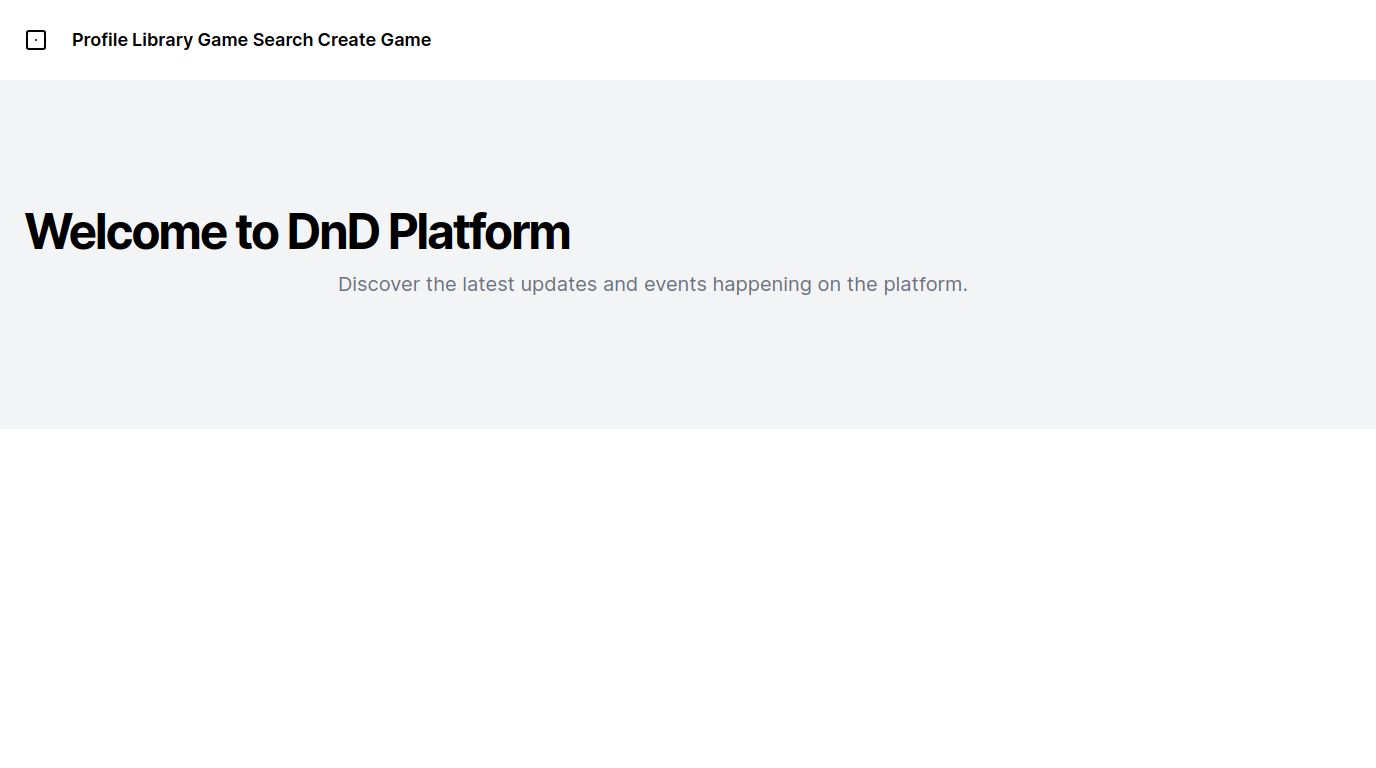 Profile Library Game Search Create Game
Welcome to DnD Platform
Discover the latest updates and events happening on the platform.